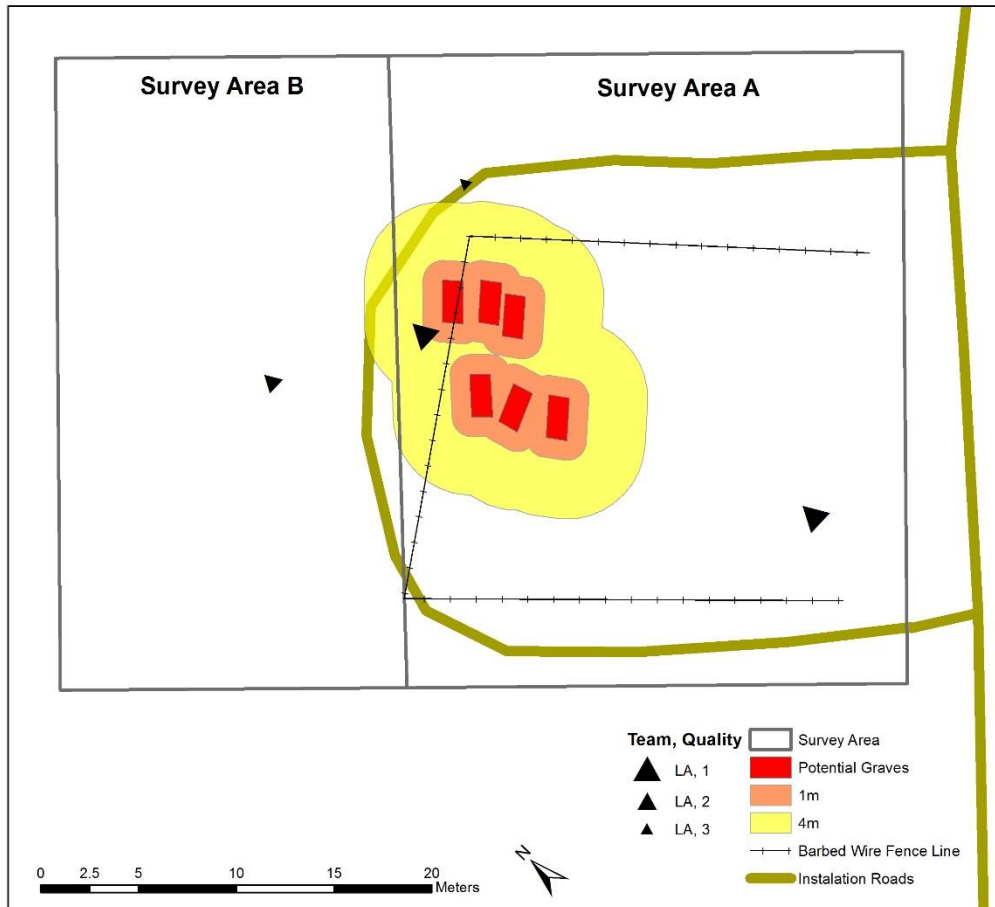 Survey Area B
Survey Area A
Team, Quality
LA, 1
LA, 2
LA, 3
Survey Area
Potential Graves
1m
4m
Barbed Wire Fence Line
Instalation Roads
0 2.5 5 10 15 20
Meters
N